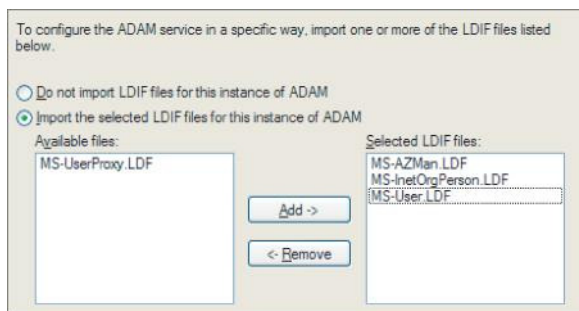 To configure the ADAM service in a specific way, import one or more of the LDIF files listed
below.
Do not import LDIF files for this instance of ADAM
Import the selected LDIF files for this instance of ADAM
Available files:
Selected LDIF files:
MS-UserProxy.LDF
MS-AZMan.LDF
MS-InetOrgPerson.LDF
MS-User.LDF
Add ->
<- Remove